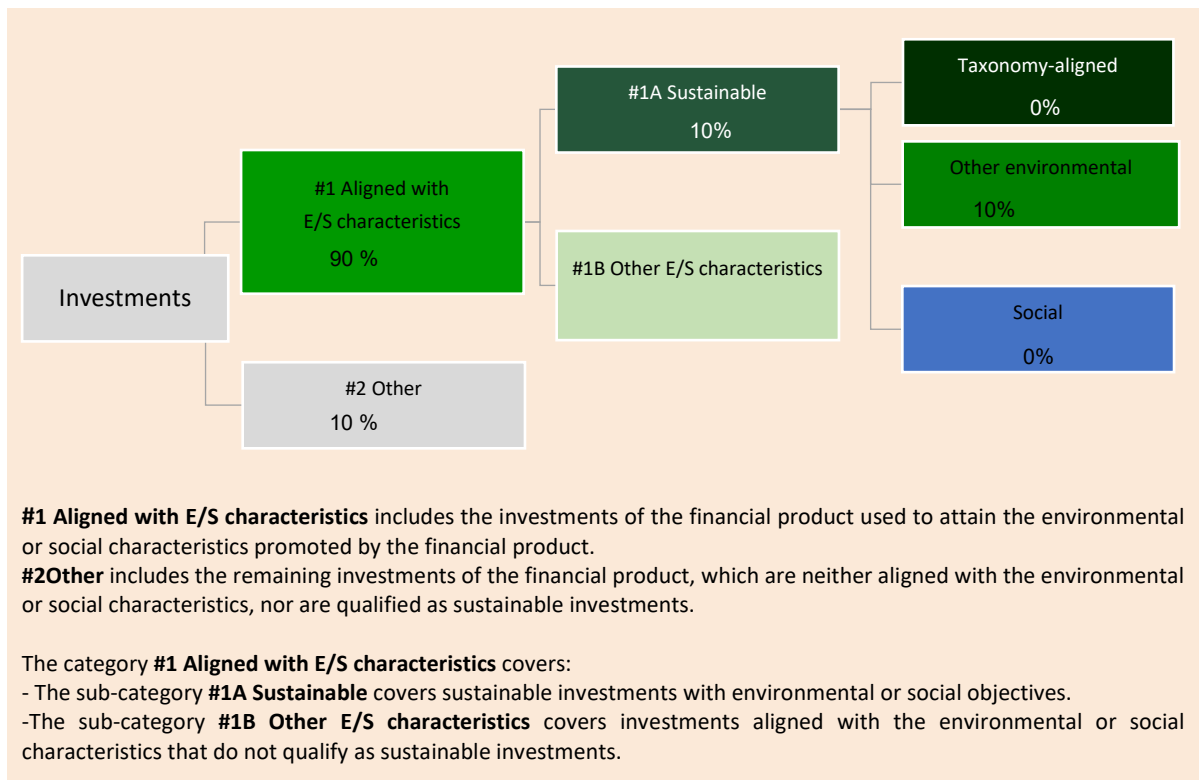 Investments
#1 Aligned with
E/S characteristics
90 %
#2 Other
10 %
#1A Sustainable
10%
#1B Other E/S characteristics
Taxonomy-aligned
0%
Other environmental
10%
Social
0%
#1 Aligned with E/S characteristics includes the investments of the financial product used to attain the environmental
or social characteristics promoted by the financial product.
#2Other includes the remaining investments of the financial product, which are neither aligned with the environmental
or social characteristics, nor are qualified as sustainable investments.
The category #1 Aligned with E/S characteristics covers:
- The sub-category #1A Sustainable covers sustainable investments with environmental or social objectives.
-The sub-category #1B Other E/S characteristics covers investments aligned with the environmental or social
characteristics that do not qualify as sustainable investments.